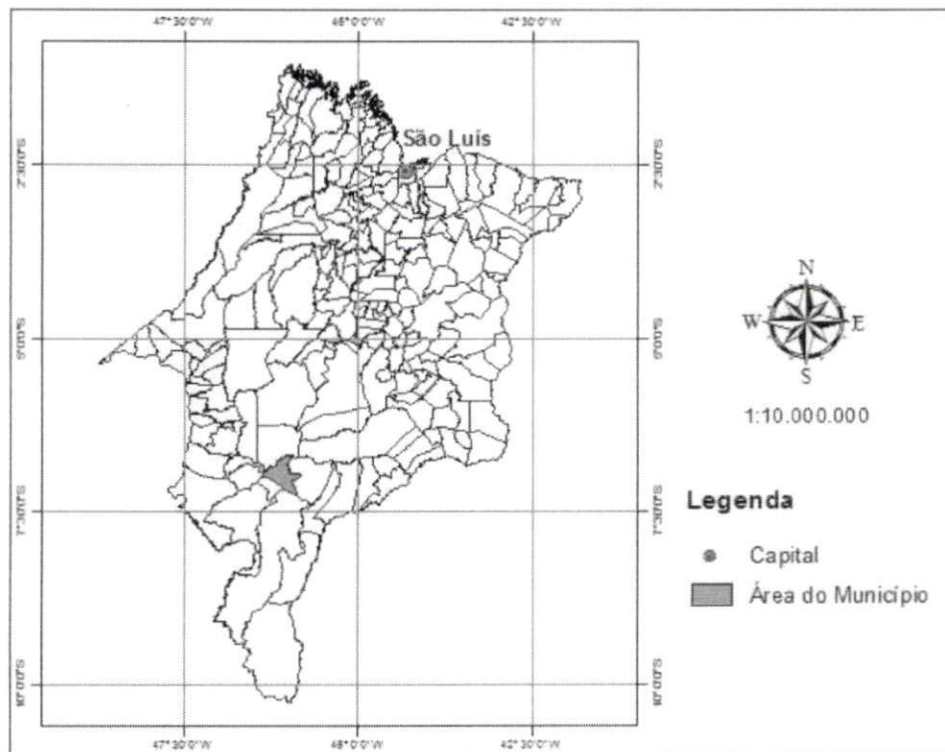 47°30'0"W 45°0'0"W 42°30'0"W
São Luís
2°30'0"S 2°30'0"S
N
W E
S
5°0'0"S 5°0'0"S
1:10.000.000
7°30'0"S 7°30'0"S
Legenda
Capital
Área do Município
10°0'0"S 10°0'0"S
47°30'0"W 45°0'0"W 42°30'0"W